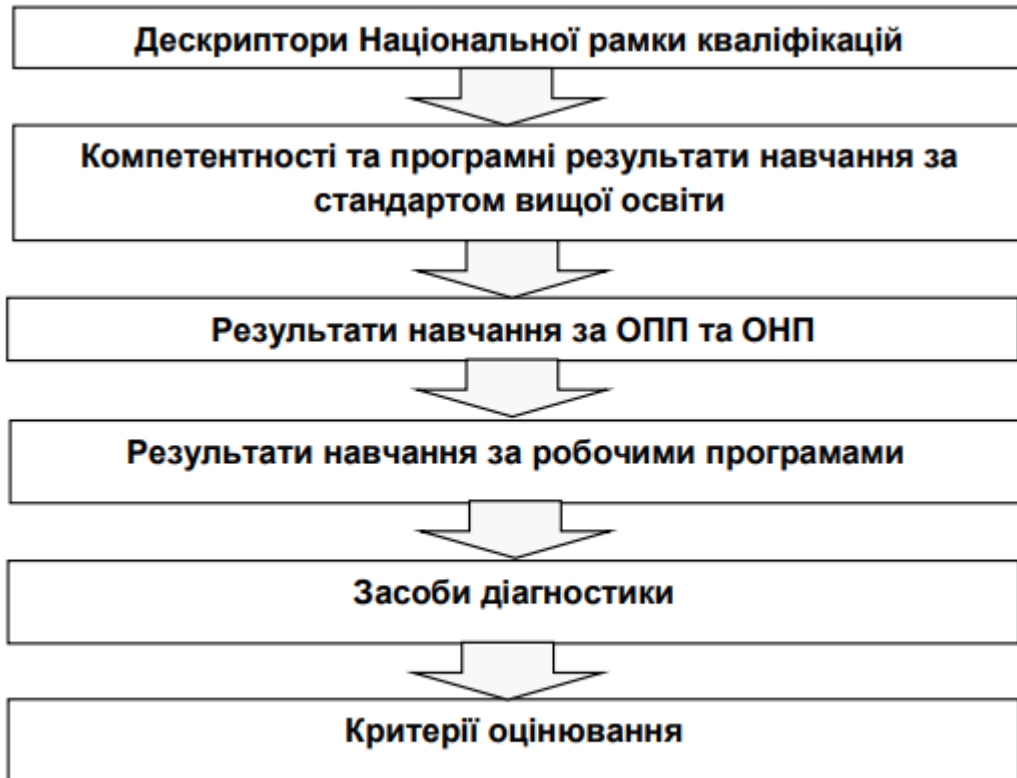 Дескриптори Національної рамки кваліфікацій
Компетентності та програмні результати навчання за
стандартом вищої освіти
Результати навчання за ОПП та ОНП
Результати навчання за робочими програмами
Засоби діагностики
Критерії оцінювання